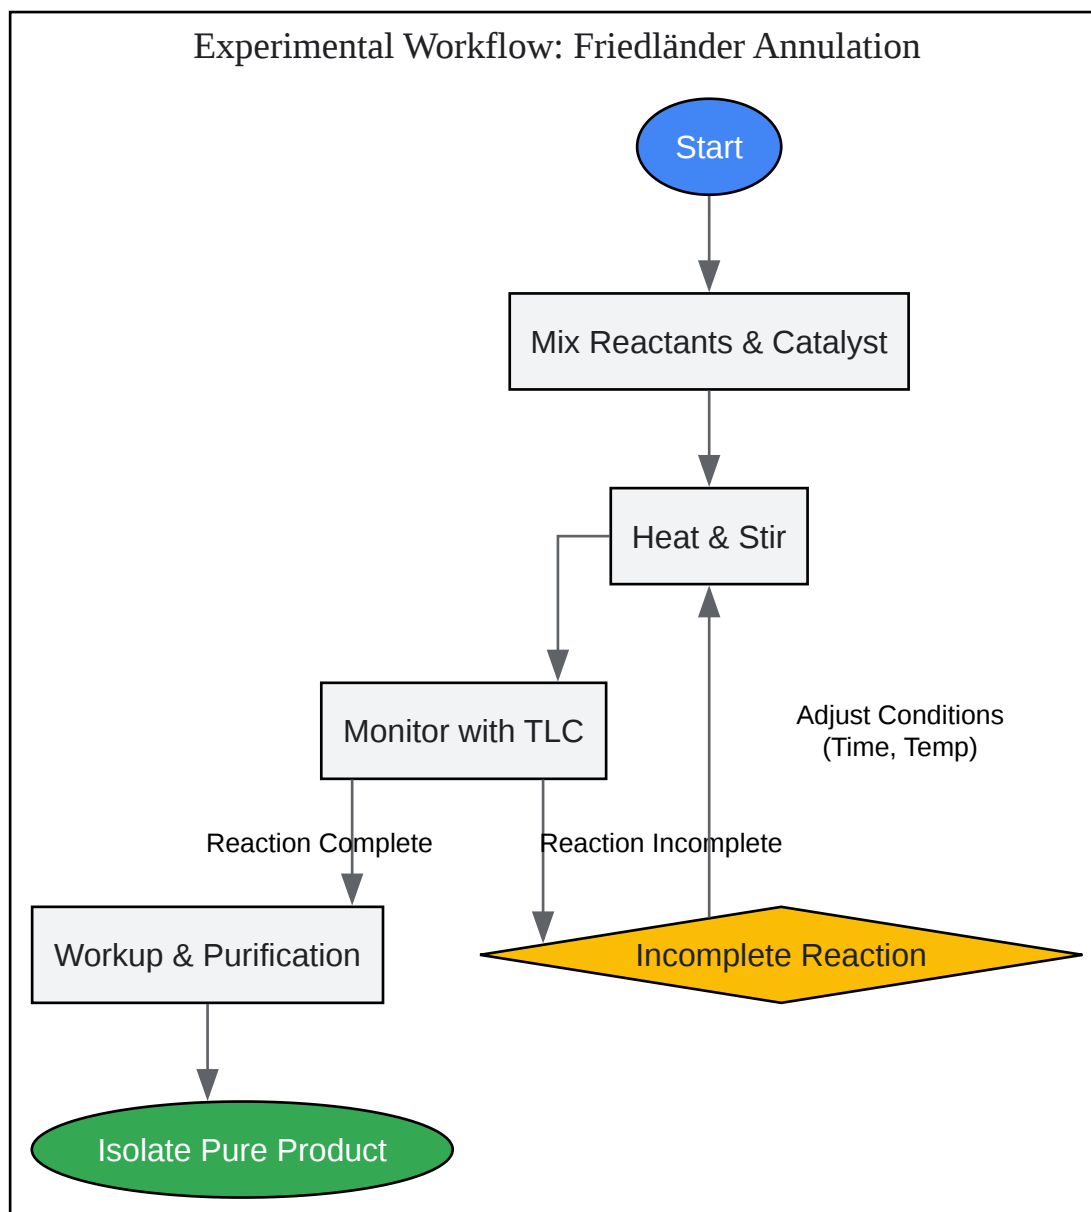 Experimental Workflow: Friedländer Annulation
Start
Mix Reactants & Catalyst
Heat & Stir
Adjust Conditions
(Time, Temp)
Monitor with TLC
Reaction Complete
Reaction Incomplete
Workup & Purification
Incomplete Reaction
Isolate Pure Product